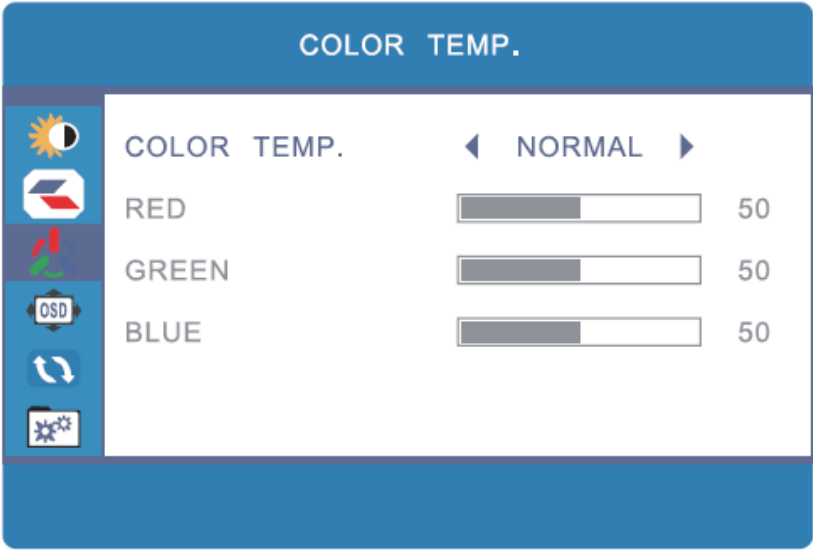 COLOR TEMP.
COLOR TEMP. NORMAL
RED 50
GREEN 50
OSD
BLUE 50